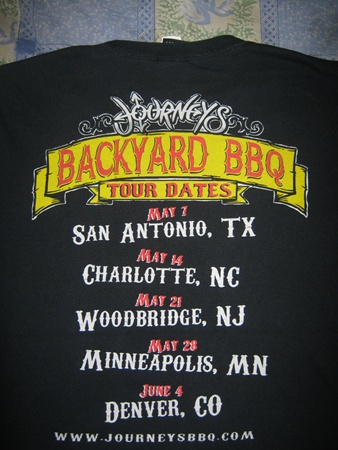 JOURNEYS
BACKYARD BBQ
TOUR DATES
MAY 7
SAN ANTONIO, TX
MAY 14
CHARLOTTE, NC
MAY 21
WOODBRIDGE, NJ
MAY 28
MINNEAPOLIS, MN
JUNE 4
DENVER, CO
WWW.JOURNEYSBBQ.COM